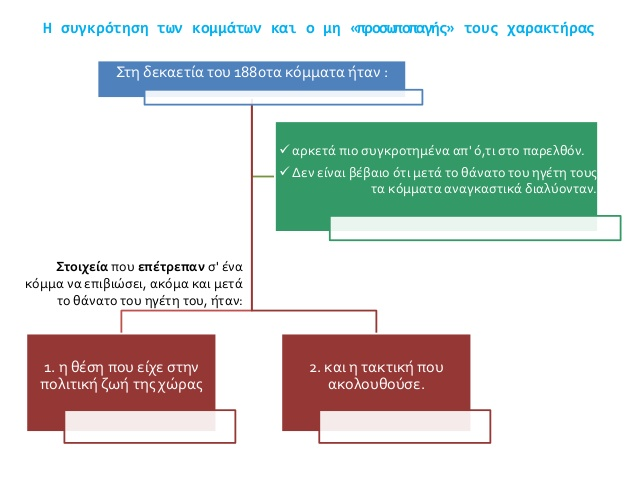 Η συγκρότηση των κομμάτων και ο μη «προσωποπαγής» τους χαρακτήρας
Στη δεκαετία του 188οτα κόμματα ήταν :
✓ αρκετά πιο συγκροτημένα απ' ό,τι στο παρελθόν.
✓ Δεν είναι βέβαιο ότι μετά το θάνατο του ηγέτη τους
τα κόμματα αναγκαστικά διαλύονταν.
Στοιχεία που επέτρεπαν σ' ένα
κόμμα να επιβιώσει, ακόμα και μετά
το θάνατο του ηγέτη του, ήταν:
1. η θέση που είχε στην
πολιτική ζωή της χώρας
2. και η τακτική που
ακολουθούσε.